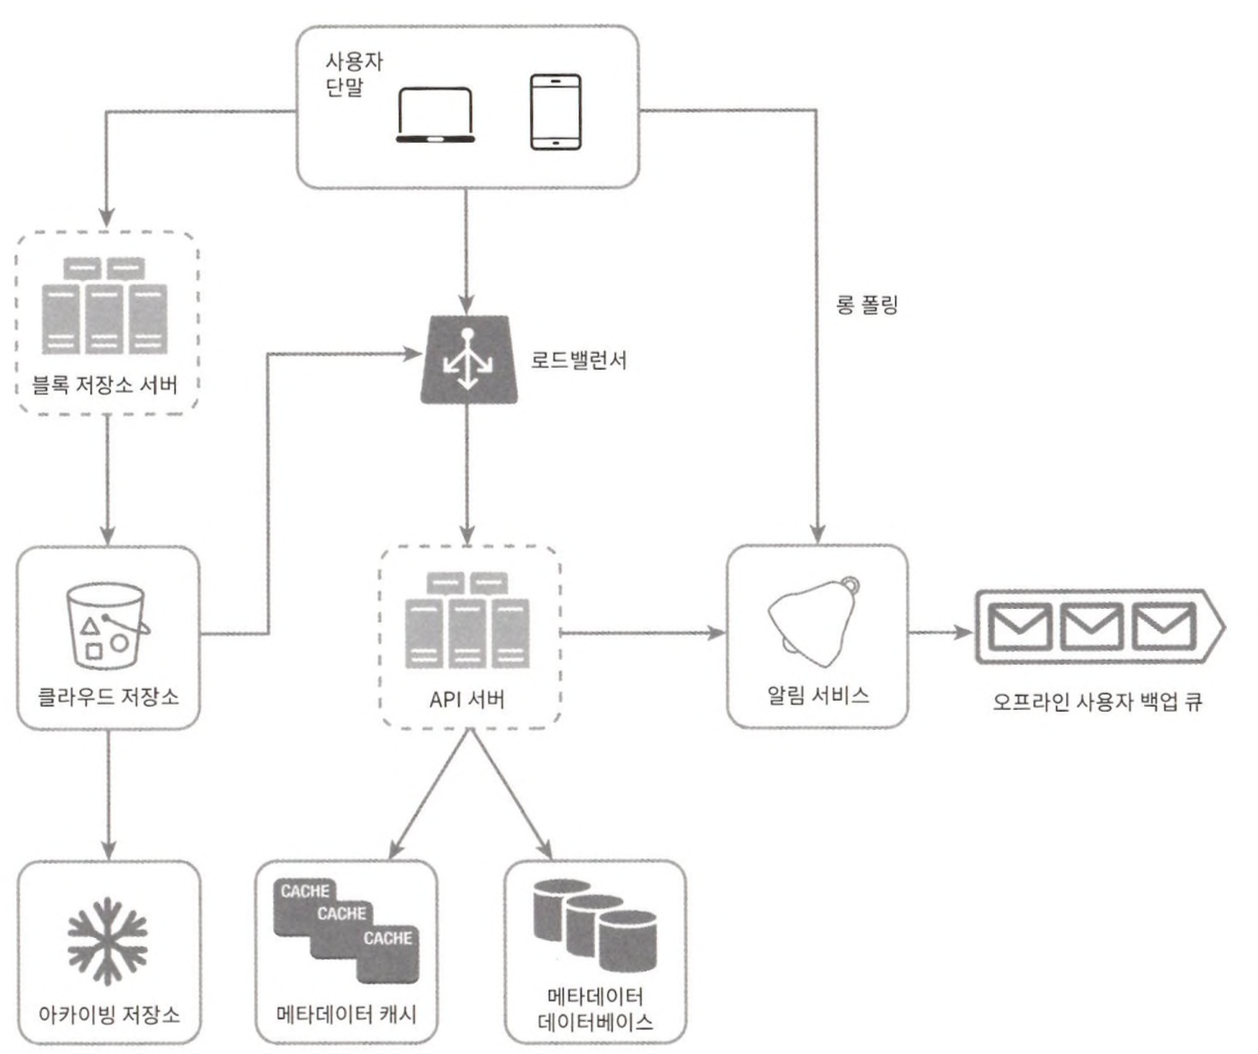 사용자
단말
롱 폴링
로드밸런서
블록 저장소 서버
클라우드 저장소
API 서버
알림 서비스
오프라인 사용자 백업 큐
CACHE
CACHE
CACHE
아카이빙 저장소
메타데이터 캐시
메타데이터
데이터베이스